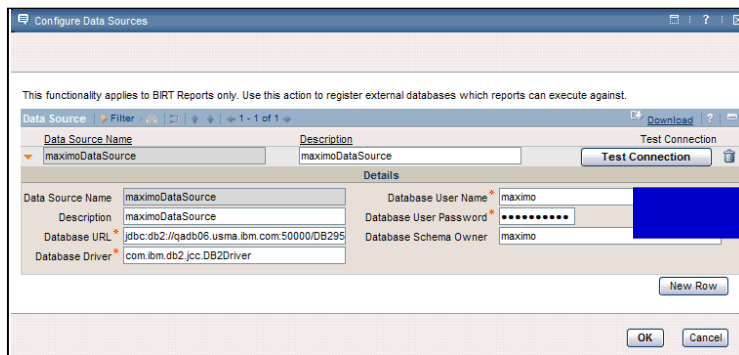 Configure Data Sources ?
This functionality applies to BIRT Reports only. Use this action to register external databases which reports can execute against.
Data Source Filter 1 - 1 of 1 Download ?
Data Source Name Description Test Connection
maximoDataSource maximoDataSource Test Connection
Details
Data Source Name maximoDataSource Database User Name * maximo
Description maximoDataSource Database User Password * ••••••••••
Database URL * jdbc:db2://qadb06.usma.ibm.com:50000/DB295 Database Schema Owner maximo
Database Driver * com.ibm.db2.jcc.DB2Driver
New Row
OK Cancel